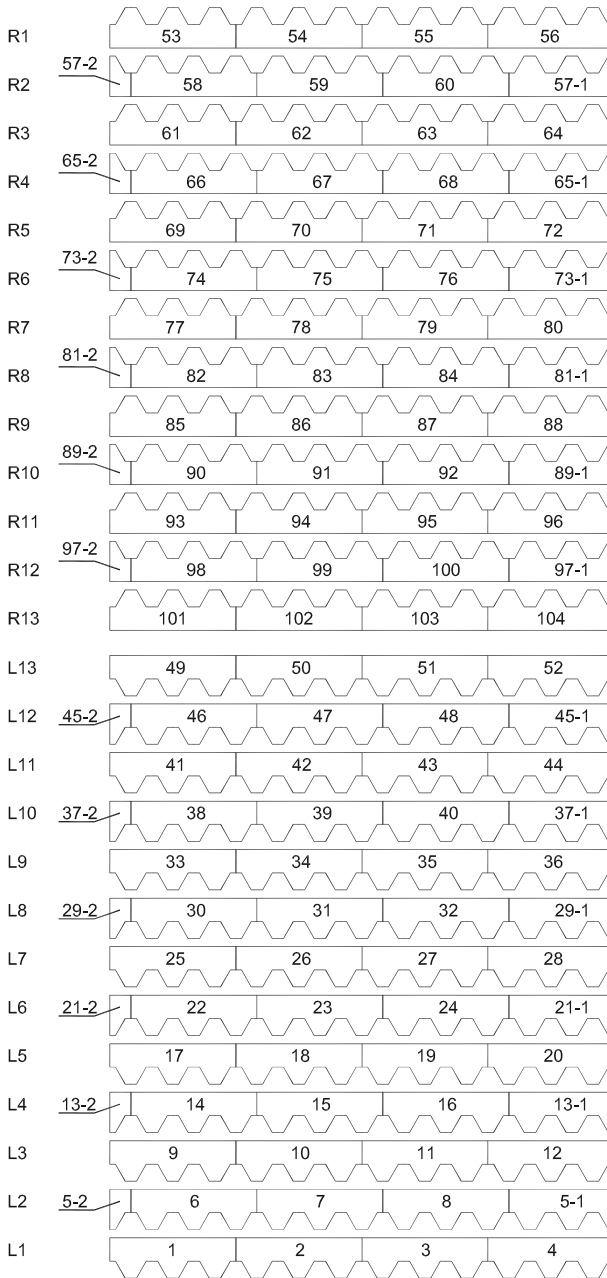 R1 53 54 55 56
57-2
R2 58 59 60 57-1
R3 61 62 63 64
65-2
R4 66 67 68 65-1
R5 69 70 71 72
73-2
R6 74 75 76 73-1
R7 77 78 79 80
81-2
R8 82 83 84 81-1
R9 85 86 87 88
89-2
R10 90 91 92 89-1
R11 93 94 95 96
97-2
R12 98 99 100 97-1
R13 101 102 103 104
L13 49 50 51 52
L12 45-2 46 47 48 45-1
L11 41 42 43 44
L10 37-2 38 39 40 37-1
L9 33 34 35 36
L8 29-2 30 31 32 29-1
L7 25 26 27 28
L6 21-2 22 23 24 21-1
L5 17 18 19 20
L4 13-2 14 15 16 13-1
L3 9 10 11 12
L2 5-2 6 7 8 5-1
L1 1 2 3 4